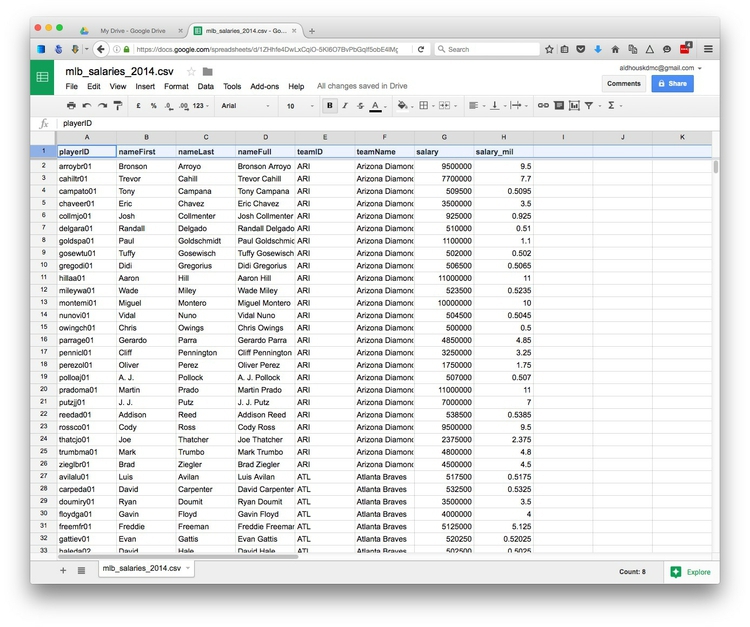 My Drive - Google Drive × mlb_salaries_2014.csv - Go... × +
https://docs.google.com/spreadsheets/d/ Search
mlb_salaries_2014.csv aldhouskdmc@gmail.com
File Edit View Insert Format Data Tools Add-ons Help All changes saved in Drive Comments Share
£ % .0 .00 123 Arial 10 B I S A Σ
fx playerID
A B C D E F G H I J K
1 playerID nameFirst nameLast nameFull teamID teamName salary salary_mil
2 arroybr01 Bronson Arroyo Bronson Arroyo ARI Arizona Diamond 9500000 9.5
3 cahiltr01 Trevor Cahill Trevor Cahill ARI Arizona Diamond 7700000 7.7
4 campato01 Tony Campana Tony Campana ARI Arizona Diamond 509500 0.5095
5 chaveer01 Eric Chavez Eric Chavez ARI Arizona Diamond 3500000 3.5
6 collmjo01 Josh Collmenter Josh Collmenter ARI Arizona Diamond 925000 0.925
7 delgara01 Randall Delgado Randall Delgado ARI Arizona Diamond 510000 0.51
8 goldspa01 Paul Goldschmidt Paul Goldschmid ARI Arizona Diamond 1100000 1.1
9 gosewtu01 Tuffy Gosewisch Tuffy Gosewisch ARI Arizona Diamond 502000 0.502
10 gregodi01 Didi Gregorius Didi Gregorius ARI Arizona Diamond 506500 0.5065
11 hillaa01 Aaron Hill Aaron Hill ARI Arizona Diamond 11000000 11
12 mileywa01 Wade Miley Wade Miley ARI Arizona Diamond 523500 0.5235
13 montemi01 Miguel Montero Miguel Montero ARI Arizona Diamond 10000000 10
14 nunovi01 Vidal Nuno Vidal Nuno ARI Arizona Diamond 504500 0.5045
15 owingch01 Chris Owings Chris Owings ARI Arizona Diamond 500000 0.5
16 parrage01 Gerardo Parra Gerardo Parra ARI Arizona Diamond 4850000 4.85
17 pennicl01 Cliff Pennington Cliff Pennington ARI Arizona Diamond 3250000 3.25
18 perezol01 Oliver Perez Oliver Perez ARI Arizona Diamond 1750000 1.75
19 polloaj01 A. J. Pollock A. J. Pollock ARI Arizona Diamond 507000 0.507
20 pradoma01 Martin Prado Martin Prado ARI Arizona Diamond 11000000 11
21 putzjj01 J. J. Putz J. J. Putz ARI Arizona Diamond 7000000 7
22 reedad01 Addison Reed Addison Reed ARI Arizona Diamond 538500 0.5385
23 rossco01 Cody Ross Cody Ross ARI Arizona Diamond 9500000 9.5
24 thatcjo01 Joe Thatcher Joe Thatcher ARI Arizona Diamond 2375000 2.375
25 trumbma01 Mark Trumbo Mark Trumbo ARI Arizona Diamond 4800000 4.8
26 zieglbr01 Brad Ziegler Brad Ziegler ARI Arizona Diamond 4500000 4.5
27 avilalu01 Luis Avilan Luis Avilan ATL Atlanta Braves 517500 0.5175
28 carpeda01 David Carpenter David Carpenter ATL Atlanta Braves 532500 0.5325
29 doumiry01 Ryan Doumit Ryan Doumit ATL Atlanta Braves 3500000 3.5
30 floydga01 Gavin Floyd Gavin Floyd ATL Atlanta Braves 4000000 4
31 freemfr01 Freddie Freeman Freddie Freeman ATL Atlanta Braves 5125000 5.125
32 gattiev01 Evan Gattis Evan Gattis ATL Atlanta Braves 520250 0.52025
33 haleda02 David Hale David Hale ATL Atlanta Braves 502500 0.5025
+ mlb_salaries_2014.csv Count: 8 Explore